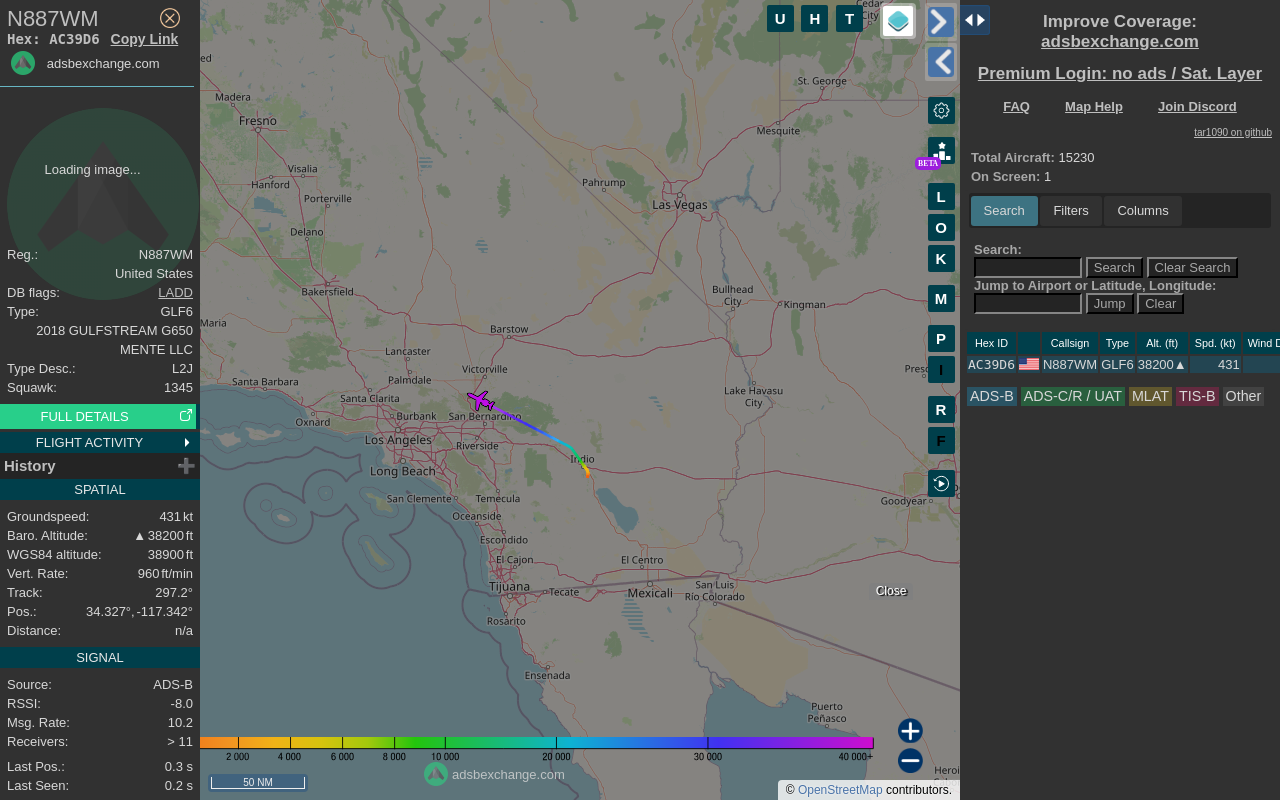 N887WM
Hex: AC39D6 Copy Link
adsbexchange.com
Loading image...
Reg.: N887WM
United States
DB flags: LADD
Type: GLF6
2018 GULFSTREAM G650
MENTE LLC
Type Desc.: L2J
Squawk: 1345
FULL DETAILS
FLIGHT ACTIVITY
History
SPATIAL
Groundspeed: 431 kt
Baro. Altitude: ▲ 38200 ft
WGS84 altitude: 38900 ft
Vert. Rate: 960 ft/min
Track: 297.2°
Pos.: 34.327°, -117.342°
Distance: n/a
SIGNAL
Source: ADS-B
RSSI: -8.0
Msg. Rate: 10.2
Receivers: > 11
Last Pos.: 0.3 s
Last Seen: 0.2 s
U H T
Cedar
City
ed
St. George
Madera
Fresno
Mesquite
BETA
Visalia
Hanford
Porterville
Pahrump
Las Vegas
L
O
K
Delano
Bakersfield
Bullhead
City
Kingman
M
Maria
Barstow
P
Lancaster
Victorville
I
Palmdale
Santa Barbara
Santa Clarita
Lake Havasu
City
R
Burbank
San Bernardino
Oxnard
Los Angeles
F
Riverside
Indio
Long Beach
San Clemente
Temecula
Goodyear
Oceanside
Escondido
El Cajon
El Centro
Tijuana
Tecate
Mexicali
San Luis
Río Colorado
Close
Rosarito
Ensenada
Puerto
Peñasco
2 000 4 000 6 000 8 000 10 000 20 000 30 000 40 000+
adsbexchange.com
50 NM
© OpenStreetMap contributors.
Improve Coverage:
adsbexchange.com
Premium Login: no ads / Sat. Layer
FAQ Map Help Join Discord
tar1090 on github
Total Aircraft: 15230
On Screen: 1
Search Filters Columns
Search:
Search Clear Search
Jump to Airport or Latitude, Longitude:
Jump Clear
Hex ID Callsign Type Alt. (ft) Spd. (kt) Wind D
AC39D6 N887WM GLF6 38200▲ 431
ADS-B ADS-C/R / UAT MLAT TIS-B Other